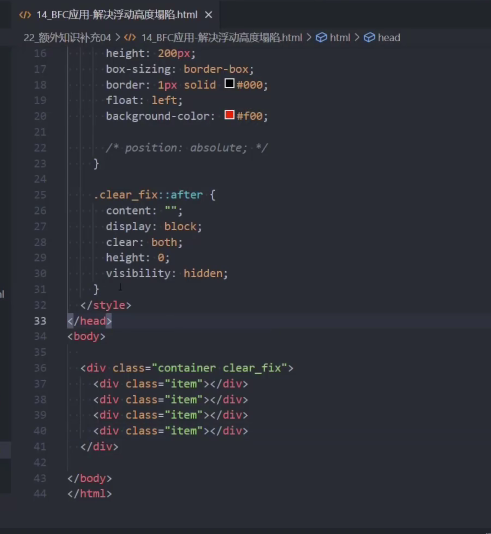 14_BFC应用-解决浮动高度塌陷.html ×
22_额外知识补充04 > 14_BFC应用-解决浮动高度塌陷.html > html > head
16 height: 200px;
17 box-sizing: border-box;
18 border: 1px solid #000;
19 float: left;
20 background-color: #f00;
21
22 /* position: absolute; */
23 }
24
25 .clear_fix::after {
26 content: "";
27 display: block;
28 clear: both;
29 height: 0;
30 visibility: hidden;
31 }
32 </style>
33 </head>
34 <body>
35
36 <div class="container clear_fix">
37 <div class="item"></div>
38 <div class="item"></div>
39 <div class="item"></div>
40 <div class="item"></div>
41 </div>
42
43 </body>
44 </html>